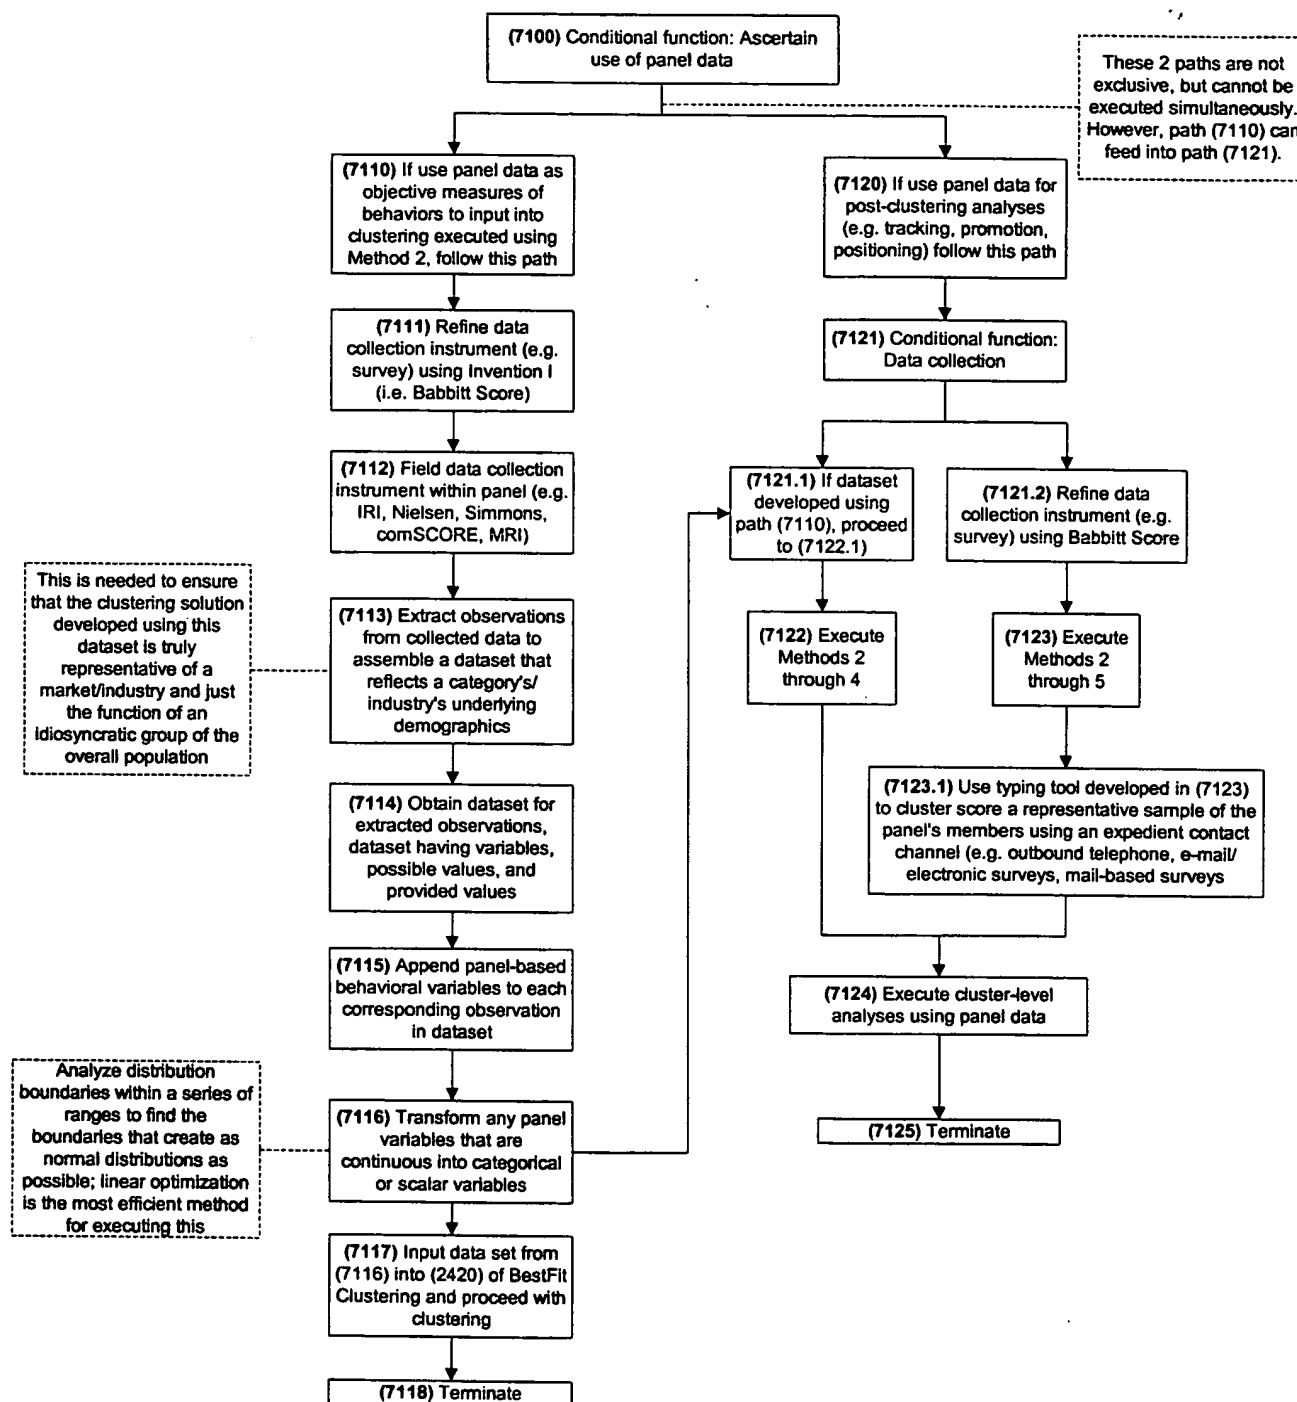 (7100) Conditional function: Ascertain
use of panel data
These 2 paths are not
exclusive, but cannot be
executed simultaneously.
However, path (7110) can
feed into path (7121).
(7110) If use panel data as
objective measures of
behaviors to input into
clustering executed using
Method 2, follow this path
(7120) If use panel data for
post-clustering analyses
(e.g. tracking, promotion,
positioning) follow this path
(7111) Refine data
collection instrument (e.g.
survey) using Invention I
(i.e. Babbitt Score)
(7121) Conditional function:
Data collection
(7112) Field data collection
instrument within panel (e.g.
IRI, Nielsen, Simmons,
comSCORE, MRI)
(7121.1) If dataset
developed using
path (7110), proceed
to (7122.1)
(7121.2) Refine data
collection instrument (e.g.
survey) using Babbitt Score
This is needed to ensure
that the clustering solution
developed using this
dataset is truly
representative of a
market/industry and just
the function of an
idiosyncratic group of the
overall population
(7113) Extract observations
from collected data to
assemble a dataset that
reflects a category's/
industry's underlying
demographics
(7122) Execute
Methods 2
through 4
(7123) Execute
Methods 2
through 5
(7114) Obtain dataset for
extracted observations,
dataset having variables,
possible values, and
provided values
(7123.1) Use typing tool developed in (7123)
to cluster score a representative sample of the
panel's members using an expedient contact
channel (e.g. outbound telephone, e-mail/
electronic surveys, mail-based surveys
(7115) Append panel-based
behavioral variables to each
corresponding observation
in dataset
(7124) Execute cluster-level
analyses using panel data
Analyze distribution
boundaries within a series of
ranges to find the
boundaries that create as
normal distributions as
possible; linear optimization
is the most efficient method
for executing this
(7116) Transform any panel
variables that are
continuous into categorical
or scalar variables
(7125) Terminate
(7117) Input data set from
(7116) into (2420) of BestFit
Clustering and proceed with
clustering
(7118) Terminate